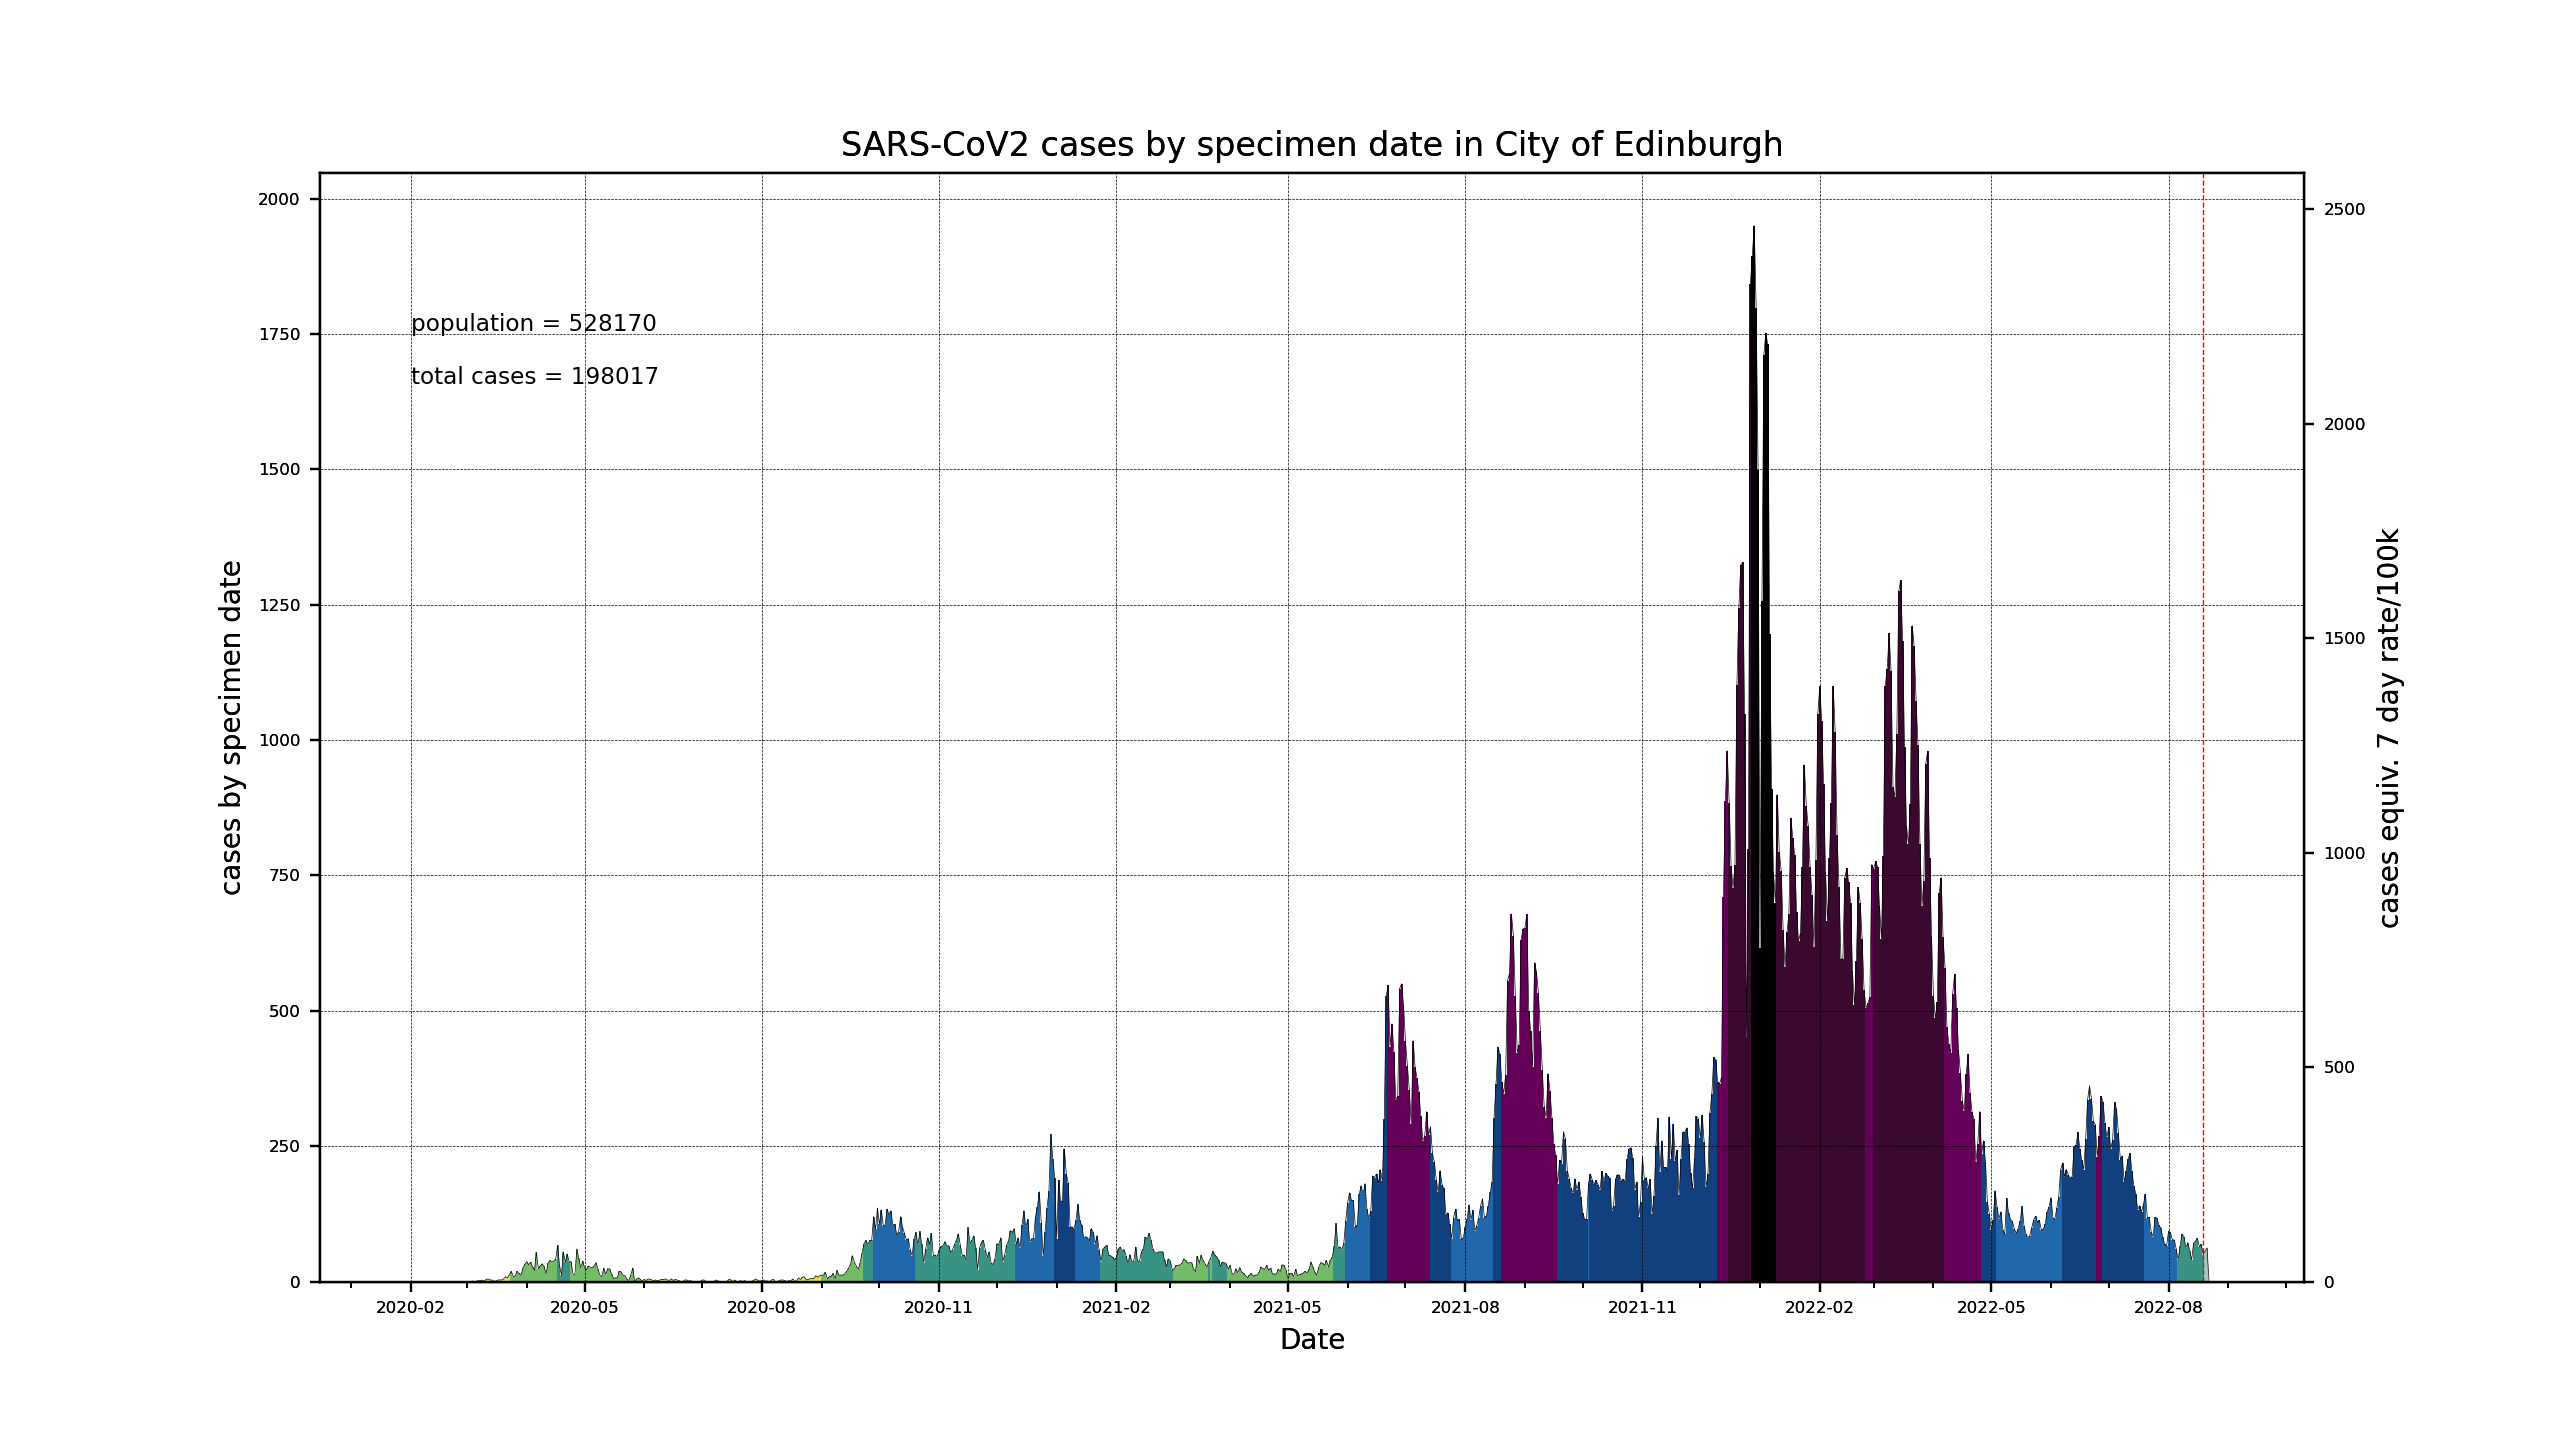 SARS-CoV2 cases by specimen date in City of Edinburgh
population = 528170
total cases = 198017
cases by specimen date
2000
1750
1500
1250
1000
750
500
250
0
2500
2000
1500
1000
500
0
cases equiv. 7 day rate/100k
2020-02 2020-05 2020-08 2020-11 2021-02 2021-05 2021-08 2021-11 2022-02 2022-05 2022-08
Date